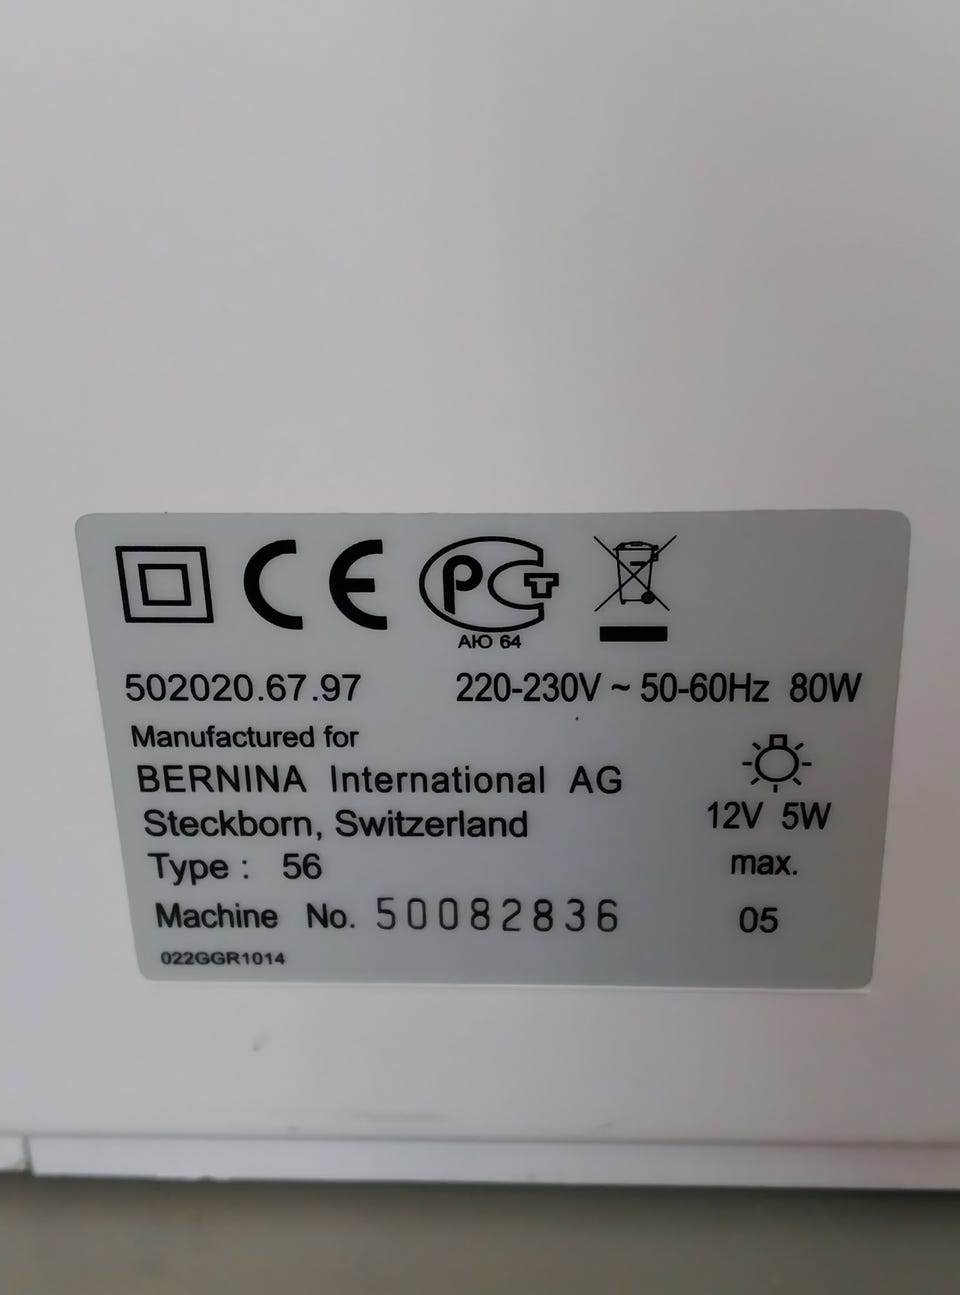 CE PCT
АЮ 64
502020.67.97 220-230V ~ 50-60Hz 80W
Manufactured for
BERNINA International AG
Steckborn, Switzerland
12V 5W
Type : 56
max.
Machine No. 50082836
05
022GGR1014